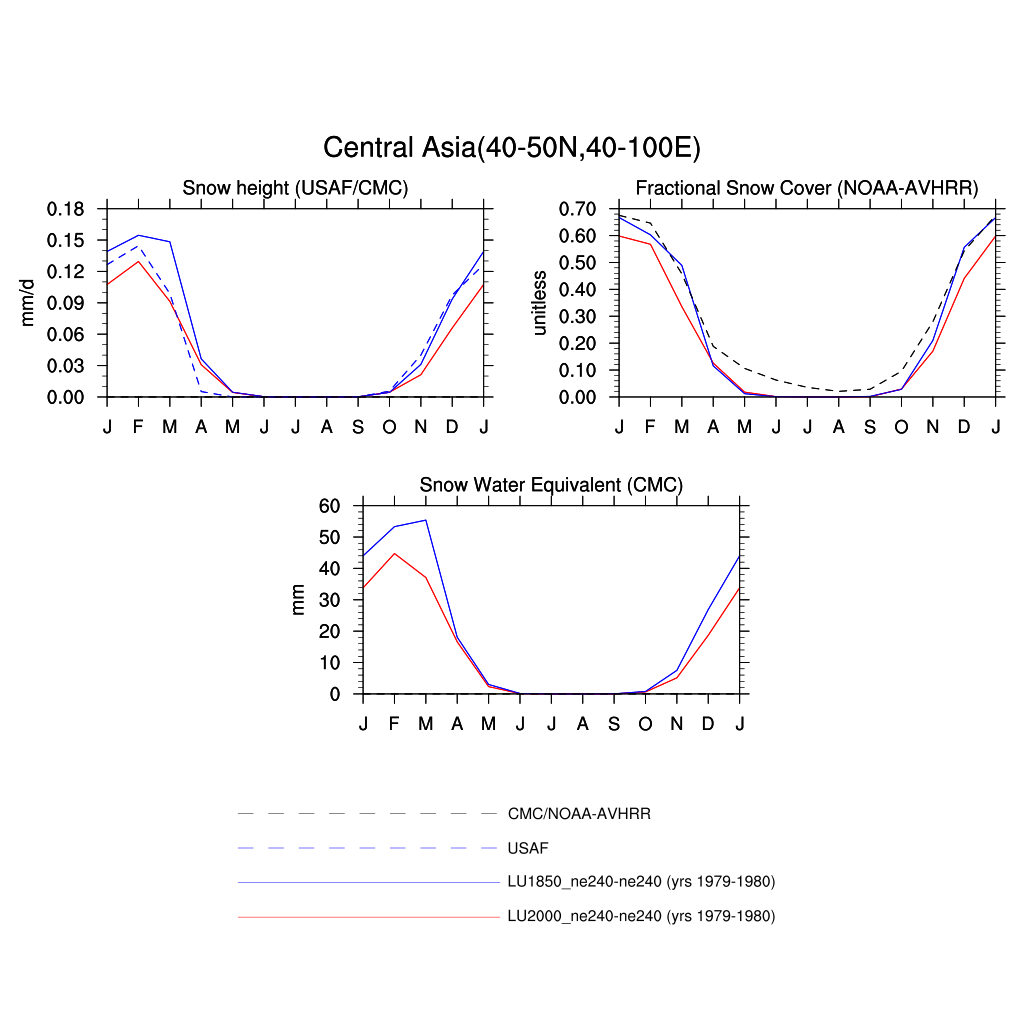 Central Asia(40-50N,40-100E)
Snow height (USAF/CMC)
mm/d
0.18
0.15
0.12
0.09
0.06
0.03
0.00
J F M A M J J A S O N D J
Fractional Snow Cover (NOAA-AVHRR)
unitless
0.70
0.60
0.50
0.40
0.30
0.20
0.10
0.00
J F M A M J J A S O N D J
Snow Water Equivalent (CMC)
mm
60
50
40
30
20
10
0
J F M A M J J A S O N D J
CMC/NOAA-AVHRR
USAF
LU1850_ne240-ne240 (yrs 1979-1980)
LU2000_ne240-ne240 (yrs 1979-1980)